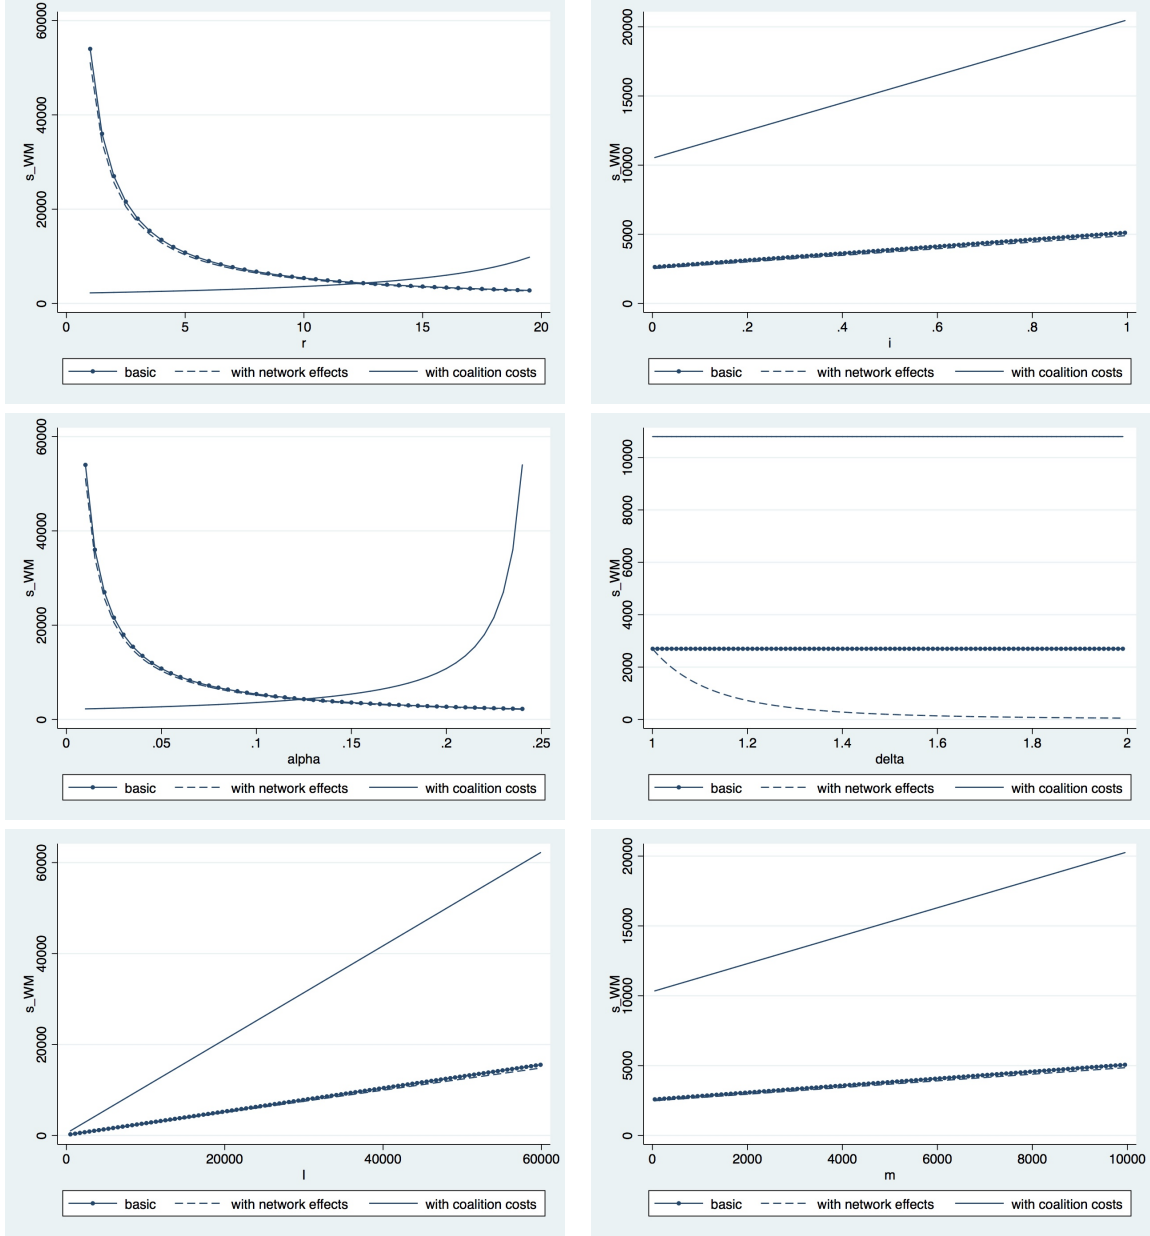 60000
40000
20000
0
s_WM
0 5 10 15 20
r
basic with network effects with coalition costs
20000
15000
10000
5000
0
s_WM
0 .2 .4 .6 .8 1
i
basic with network effects with coalition costs
60000
40000
20000
0
s_WM
0 .05 .1 .15 .2 .25
alpha
basic with network effects with coalition costs
10000
8000
6000
4000
2000
0
s_WM
1 1.2 1.4 1.6 1.8 2
delta
basic with network effects with coalition costs
60000
40000
20000
0
s_WM
0 20000 40000 60000
l
basic with network effects with coalition costs
20000
15000
10000
5000
0
s_WM
0 2000 4000 6000 8000 10000
m
basic with network effects with coalition costs